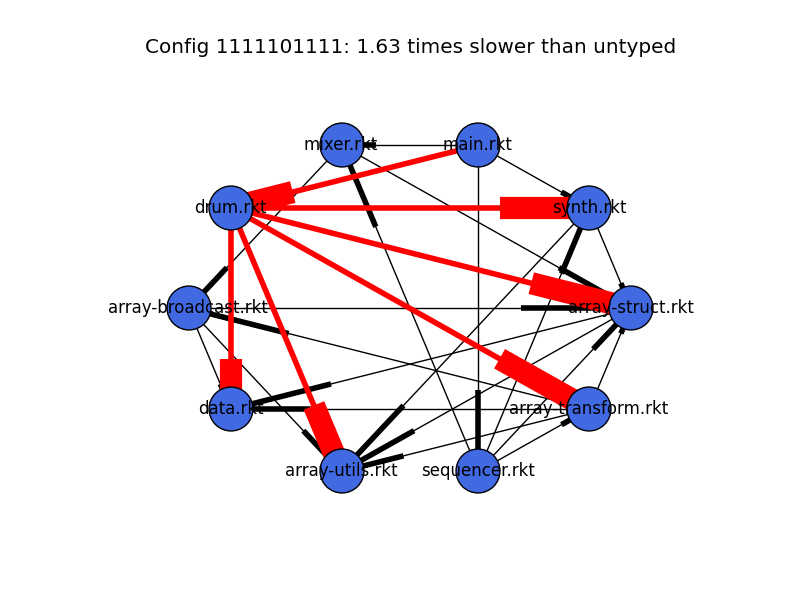 Config 1111101111: 1.63 times slower than untyped
mixer.rkt
main.rkt
drum.rkt
synth.rkt
array-broadcast.rkt
array-struct.rkt
data.rkt
array-transform.rkt
array-utils.rkt
sequencer.rkt